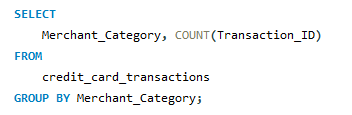 SELECT
Merchant_Category, COUNT(Transaction_ID)
FROM
credit_card_transactions
GROUP BY Merchant_Category;